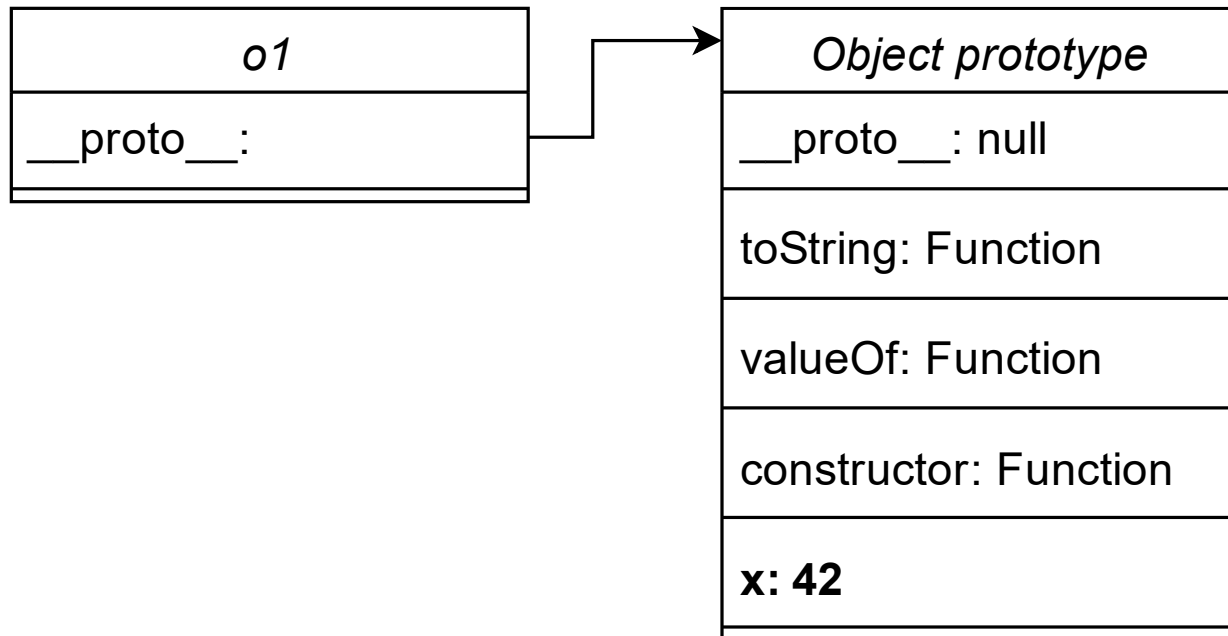 o1
__proto__:
Object prototype
__proto__: null
toString: Function
valueOf: Function
constructor: Function
x: 42